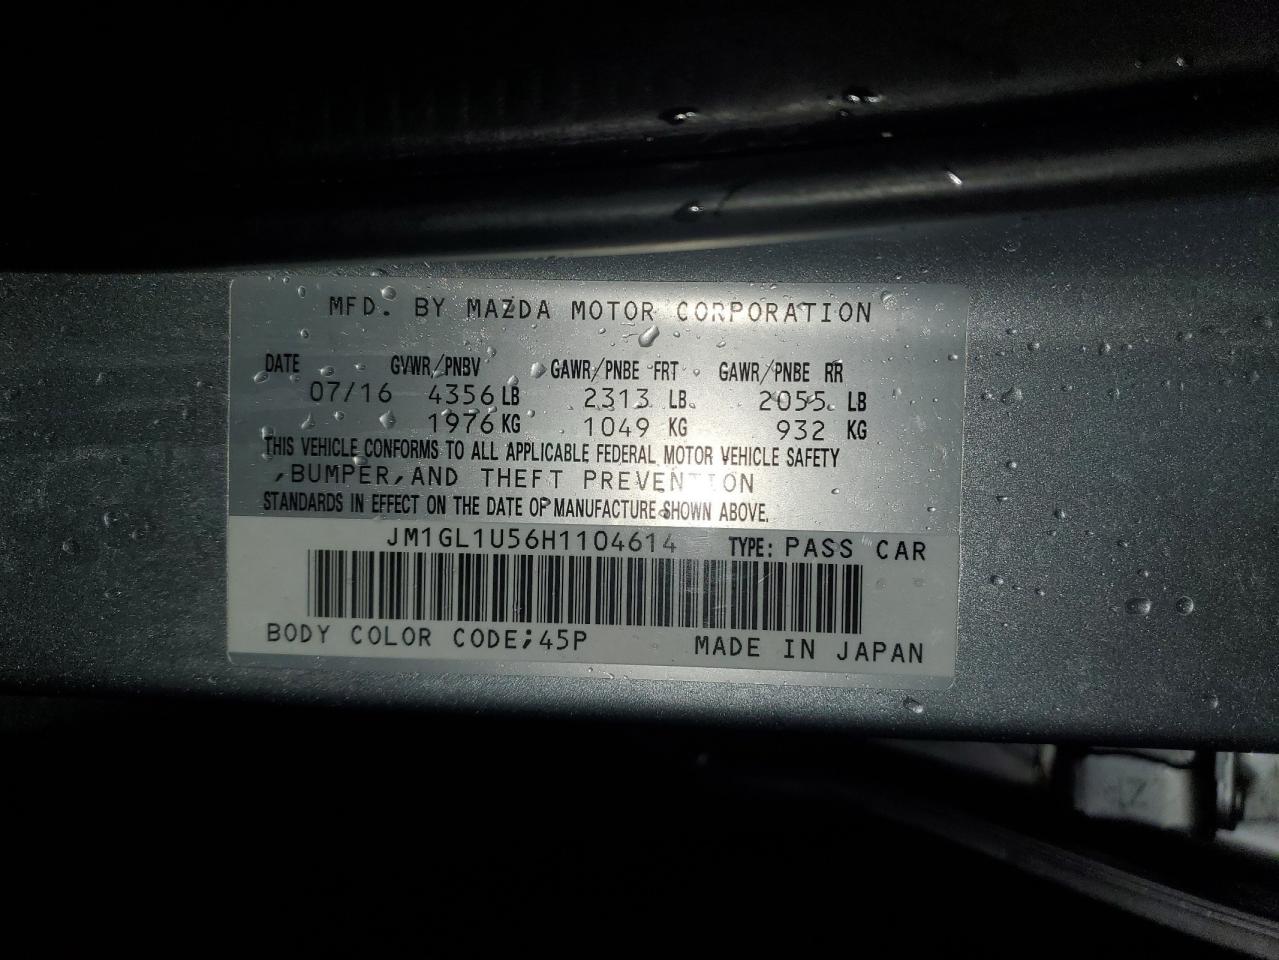 MFD. BY MAZDA MOTOR CORPORATION
DATE GVWR/PNBV GAWR/PNBE FRT GAWR/PNBE RR
07/16 4356 LB 2313 LB 2055 LB
1976 KG 1049 KG 932 KG
THIS VEHICLE CONFORMS TO ALL APPLICABLE FEDERAL MOTOR VEHICLE SAFETY
,BUMPER,AND THEFT PREVENTION
STANDARDS IN EFFECT ON THE DATE OF MANUFACTURE SHOWN ABOVE.
JM1GL1U56H1104614 TYPE: PASS CAR
BODY COLOR CODE;45P MADE IN JAPAN